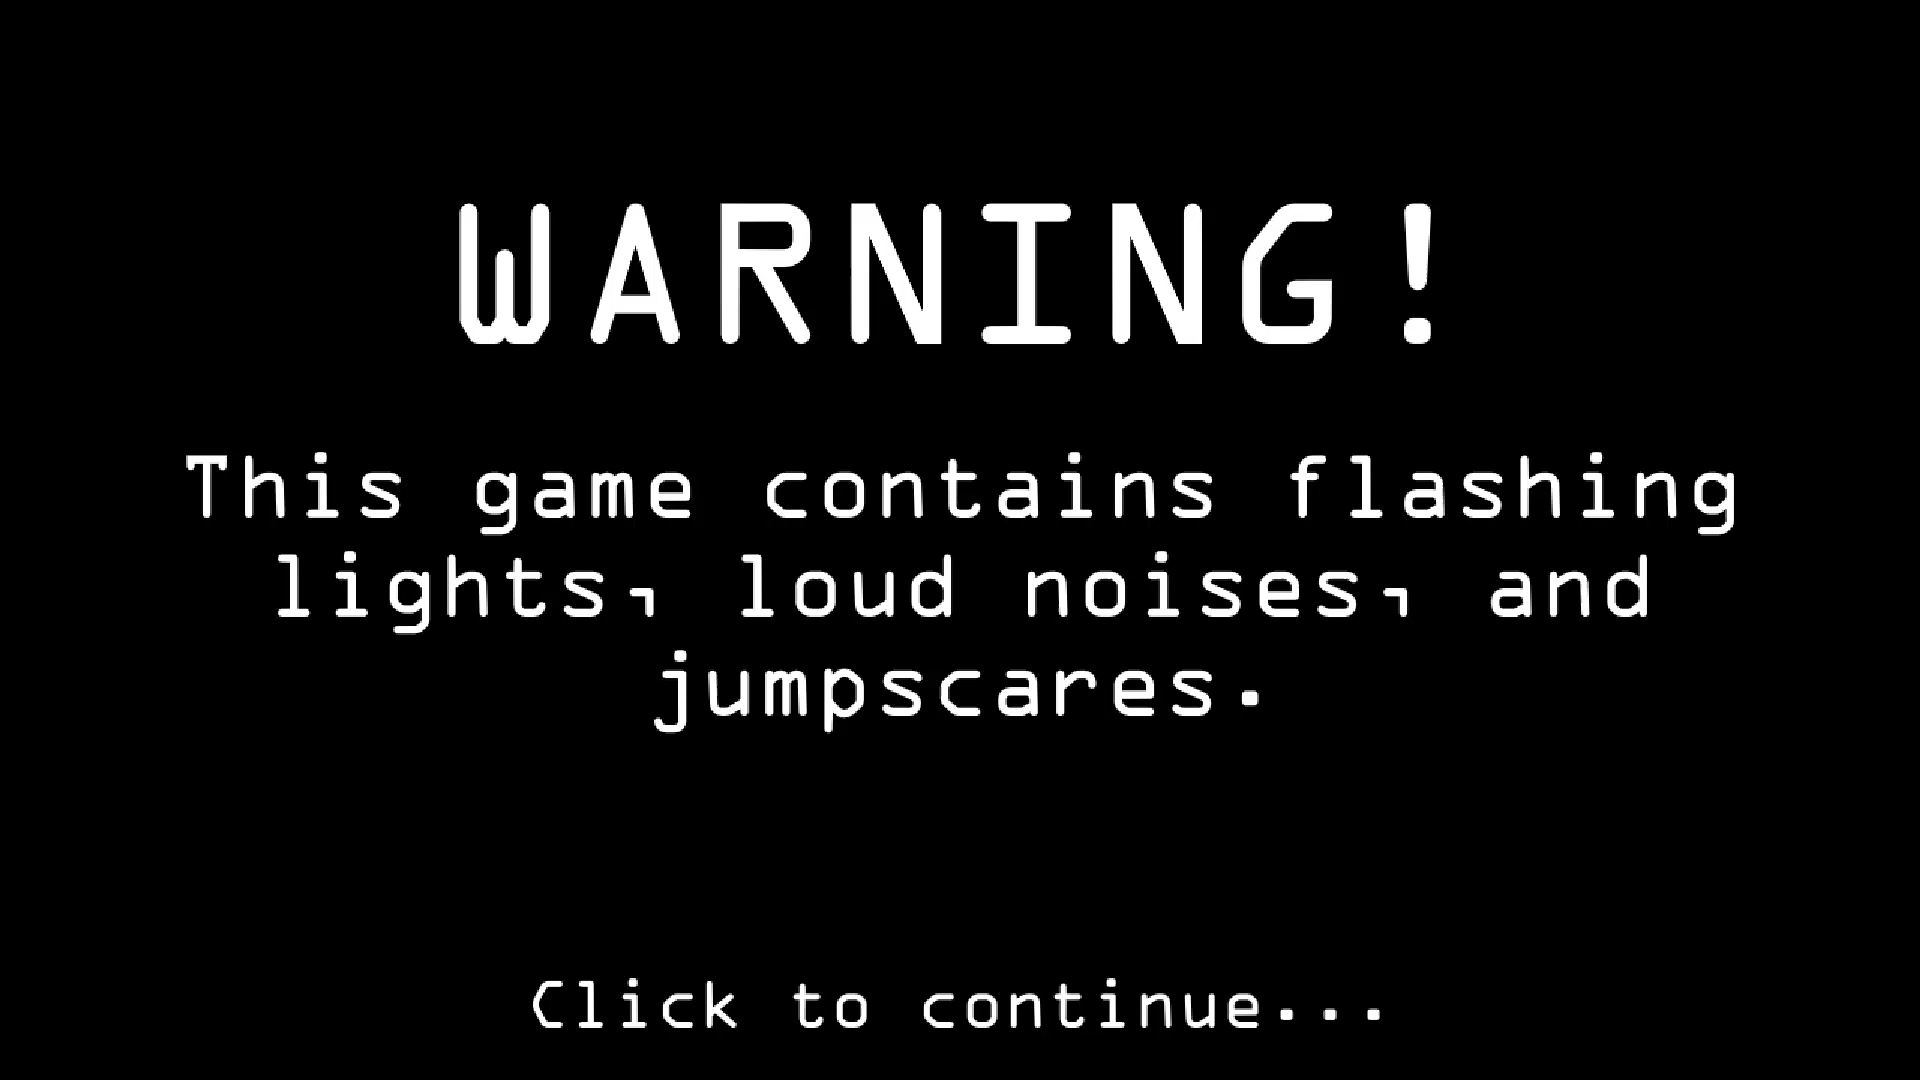 WARNING!
This game contains flashing
lights, loud noises, and
jumpscares.
Click to continue...